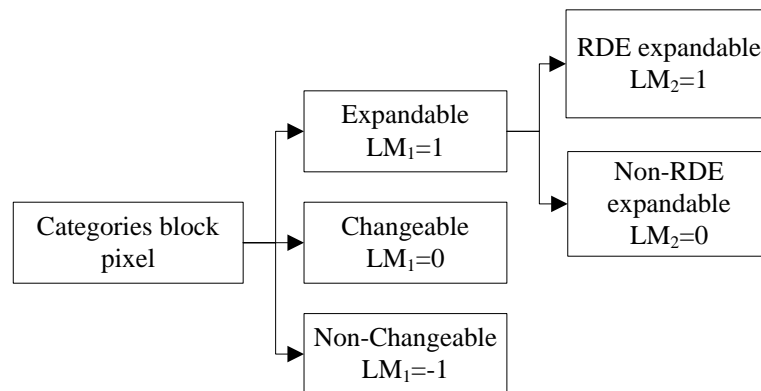 Categories block
pixel
Expandable
LM₁=1
Changeable
LM₁=0
Non-Changeable
LM₁=-1
RDE expandable
LM₂=1
Non-RDE
expandable
LM₂=0